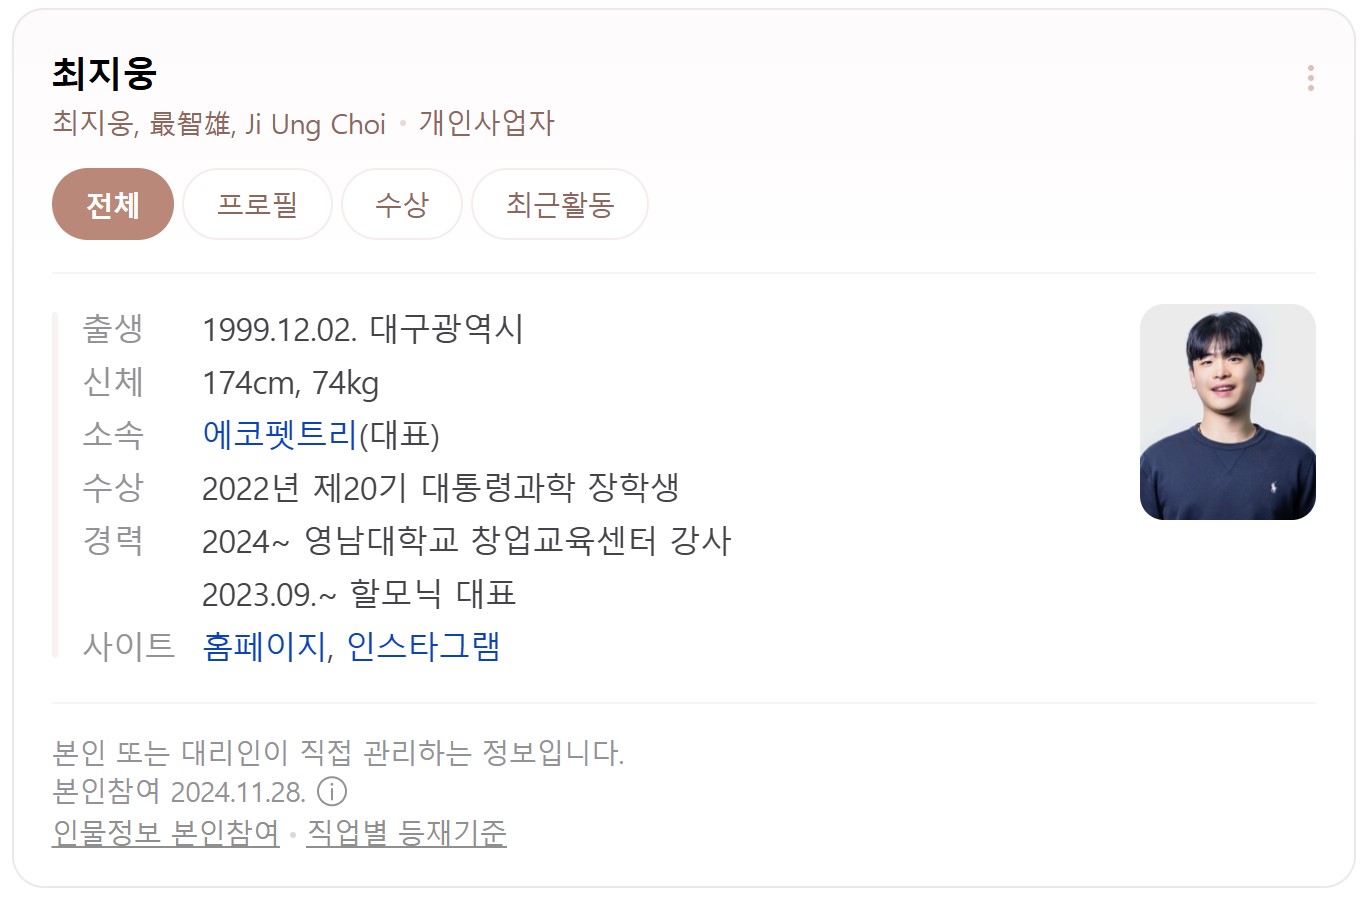 최지웅
최지웅, 最智雄, Ji Ung Choi • 개인사업자
전체 프로필 수상 최근활동
출생 1999.12.02. 대구광역시
신체 174cm, 74kg
소속 에코펫트리(대표)
수상 2022년 제20기 대통령과학 장학생
경력 2024~ 영남대학교 창업교육센터 강사
2023.09.~ 할모닉 대표
사이트 홈페이지, 인스타그램
본인 또는 대리인이 직접 관리하는 정보입니다.
본인참여 2024.11.28. ⓘ
인물정보 본인참여 • 직업별 등재기준